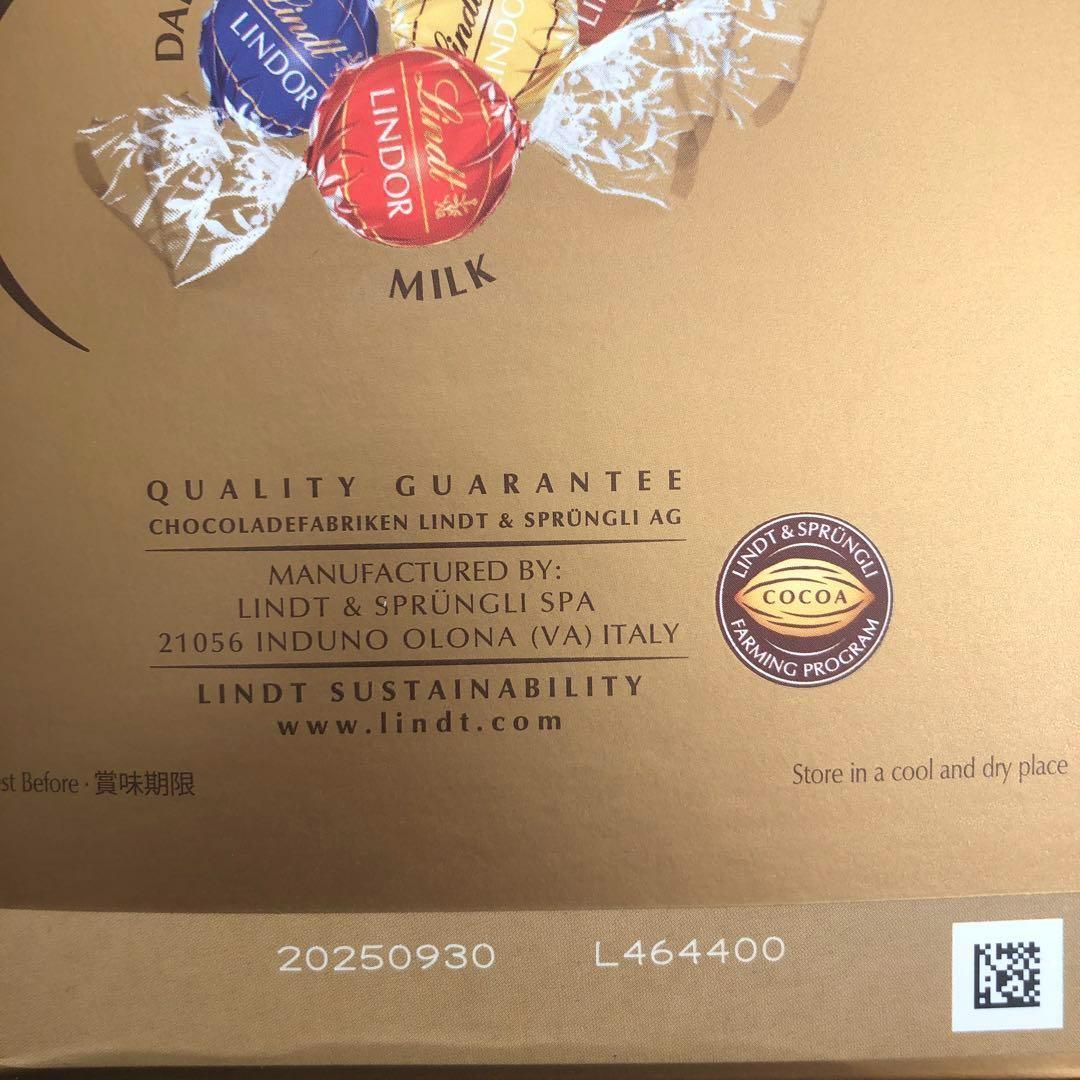 Lindt
LINDOR
Lindt
LINDOR
MILK
QUALITY GUARANTEE
CHOCOLADEFABRIKEN LINDT & SPRÜNGLI AG
MANUFACTURED BY:
LINDT & SPRÜNGLI SPA
21056 INDUNO OLONA (VA) ITALY
LINDT SUSTAINABILITY
www.lindt.com
LINDT & SPRÜNGLI
COCOA
FARMING PROGRAM
Before · 賞味期限
Store in a cool and dry place
20250930 L464400